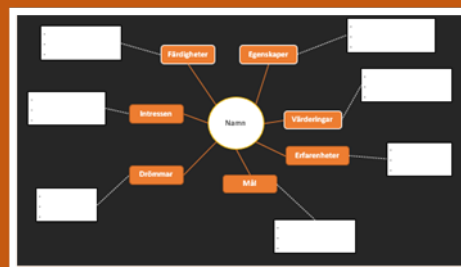 Färdigheter
Egenskaper
Intressen
Namn
Värderingar
Erfarenheter
Drömmar
Mål